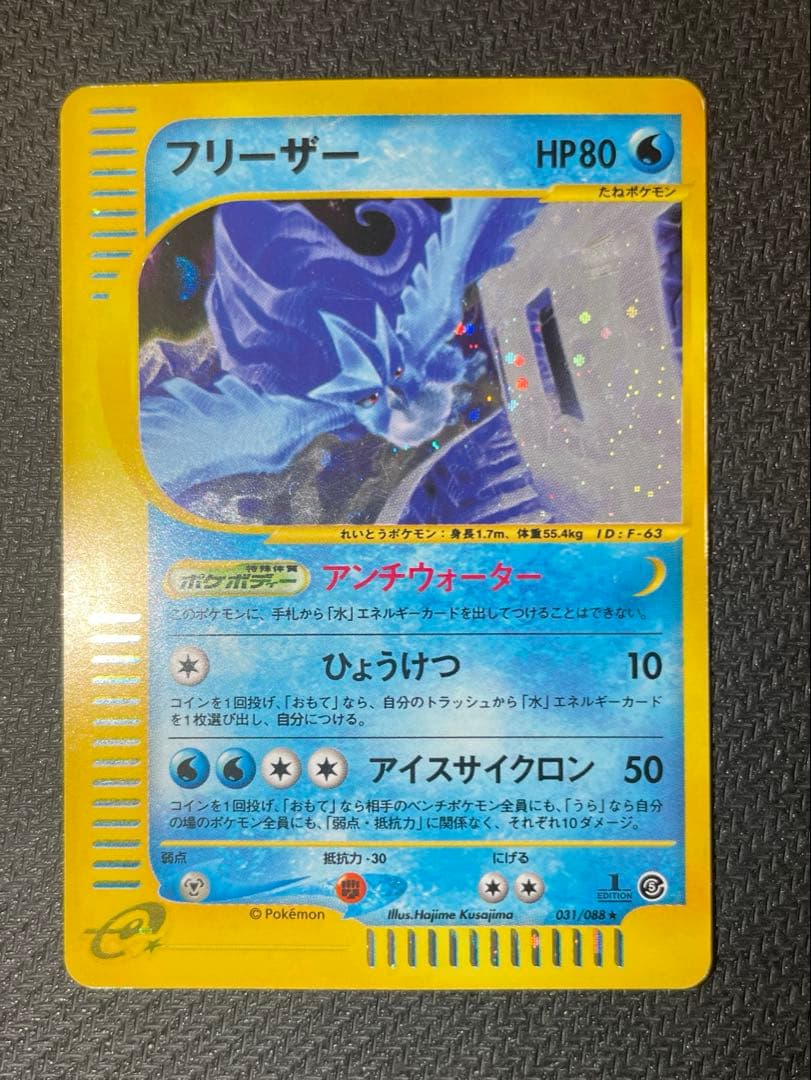 フリーザー HP80
たねポケモン
れいとうポケモン：身長1.7m、体重55.4kg ID：F-63
特殊体質
ポケボディー アンチウォーター
このポケモンに、手札から「水」エネルギーカードを出してつけることはできない。
ひょうけつ 10
コインを1回投げ、「おもて」なら、自分のトラッシュから「水」エネルギーカード
を1枚選び出し、自分につける。
アイスサイクロン 50
コインを1回投げ、「おもて」なら相手のベンチポケモン全員にも、「うら」なら自分
の場のポケモン全員にも、「弱点・抵抗力」に関係なく、それぞれ10ダメージ。
弱点 抵抗力-30 にげる
1 EDITION S
© Pokémon Illus.Hajime Kusajima 031/088★
e